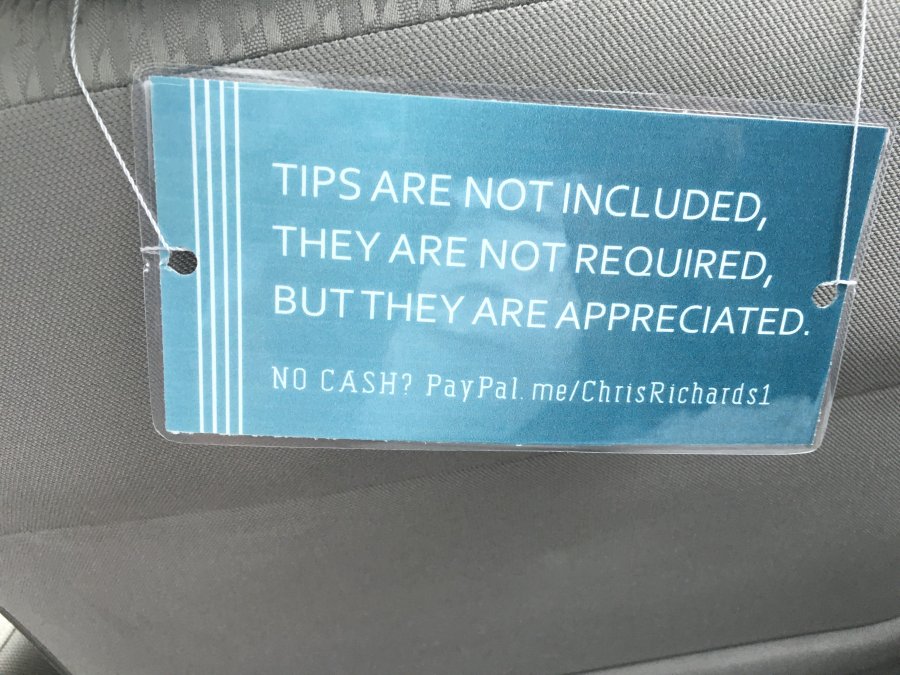 TIPS ARE NOT INCLUDED,
THEY ARE NOT REQUIRED,
BUT THEY ARE APPRECIATED.
NO CASH? PayPal.me/ChrisRichards1